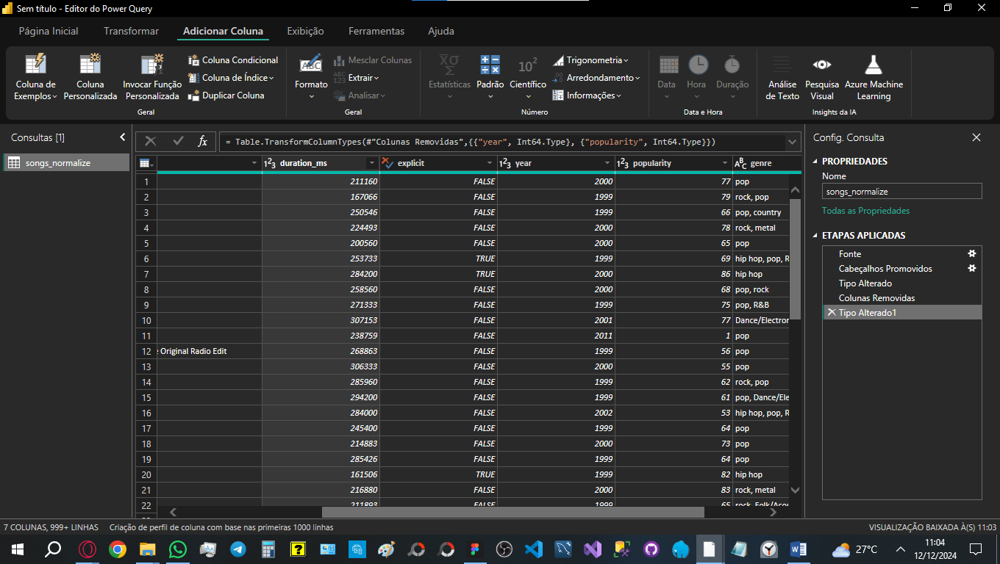 Sem título - Editor do Power Query
Página Inicial Transformar Adicionar Coluna Exibição Ferramentas Ajuda
Coluna de Exemplos
Coluna Personalizada
Invocar Função Personalizada
Coluna Condicional
Coluna de Índice
Duplicar Coluna
Geral
Formato
Mesclar Colunas
Extrair
Analisar
Geral
Estatísticas
Padrão
Científico
Trigonometria
Arredondamento
Informações
Número
Data
Hora
Duração
Data e Hora
Análise de Texto
Pesquisa Visual
Azure Machine Learning
Insights da IA
Consultas [1]
songs_normalize
= Table.TransformColumnTypes(#"Colunas Removidas",{{"year", Int64.Type}, {"popularity", Int64.Type}})
duration_ms explicit year popularity genre
1 211160 FALSE 2000 77 pop
2 167066 FALSE 1999 79 rock, pop
3 250546 FALSE 1999 66 pop, country
4 224493 FALSE 2000 78 rock, metal
5 200560 FALSE 2000 65 pop
6 253733 TRUE 1999 69 hip hop, pop, R
7 284200 TRUE 2000 86 hip hop
8 258560 FALSE 2000 68 pop, rock
9 271333 FALSE 1999 75 pop, R&B
10 307153 FALSE 2001 77 Dance/Electror
11 238759 FALSE 2011 1 pop
12 Original Radio Edit 268863 FALSE 1999 56 pop
13 306333 FALSE 2000 55 pop
14 285960 FALSE 1999 62 rock, pop
15 294200 FALSE 1999 61 pop, Dance/Ele
16 284000 FALSE 2002 53 hip hop, pop, R
17 245400 FALSE 1999 64 pop
18 214883 FALSE 2000 73 pop
19 285426 FALSE 1999 64 pop
20 161506 TRUE 1999 82 hip hop
21 216880 FALSE 2000 83 rock, metal
22 211893 FALSE 1999 65 rock, Folk/Acou
Config. Consulta
PROPRIEDADES
Nome
songs_normalize
Todas as Propriedades
ETAPAS APLICADAS
Fonte
Cabeçalhos Promovidos
Tipo Alterado
Colunas Removidas
Tipo Alterado1
7 COLUNAS, 999+ LINHAS Criação de perfil de coluna com base nas primeiras 1000 linhas VISUALIZAÇÃO BAIXADA À(S) 11:03
27°C
11:04
12/12/2024